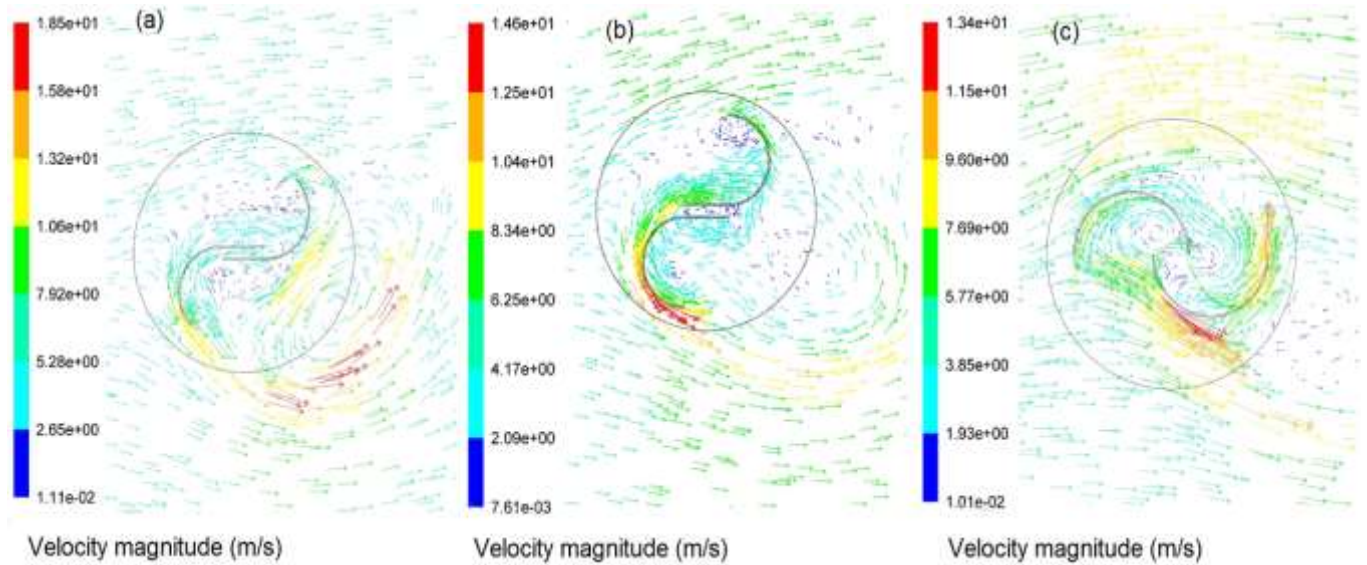 (a)
1.85e+01
1.58e+01
1.32e+01
1.06e+01
7.92e+00
5.28e+00
2.65e+00
1.11e-02
Velocity magnitude (m/s)
(b)
1.46e+01
1.25e+01
1.04e+01
8.34e+00
6.25e+00
4.17e+00
2.09e+00
7.61e-03
Velocity magnitude (m/s)
(c)
1.34e+01
1.15e+01
9.60e+00
7.69e+00
5.77e+00
3.85e+00
1.93e+00
1.01e-02
Velocity magnitude (m/s)